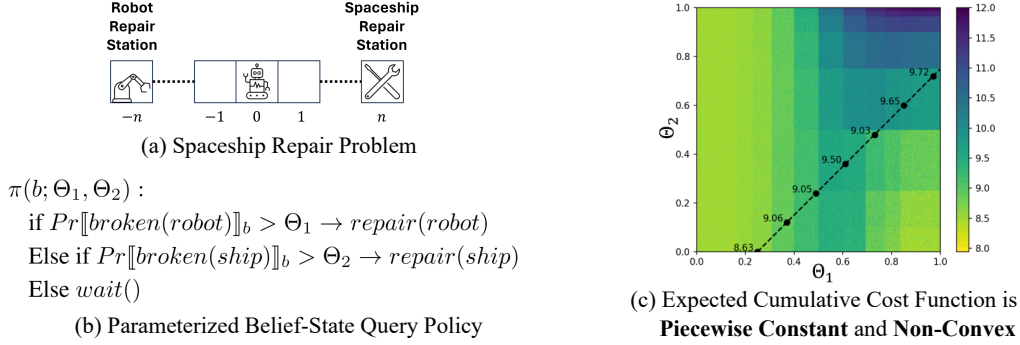 Robot
Repair
Station
Spaceship
Repair
Station
−n
−1
0
1
n
(a) Spaceship Repair Problem
π(b; Θ₁, Θ₂) :
if Pr⟦broken(robot)⟧_b > Θ₁ → repair(robot)
Else if Pr⟦broken(ship)⟧_b > Θ₂ → repair(ship)
Else wait()
(b) Parameterized Belief-State Query Policy
1.0
0.8
0.6
0.4
0.2
0.0
Θ₂
9.72
9.65
9.03
9.50
9.05
9.06
8.63
0.0 0.2 0.4 0.6 0.8 1.0
Θ₁
12.0
11.5
11.0
10.5
10.0
9.5
9.0
8.5
8.0
(c) Expected Cumulative Cost Function is
Piecewise Constant and Non-Convex